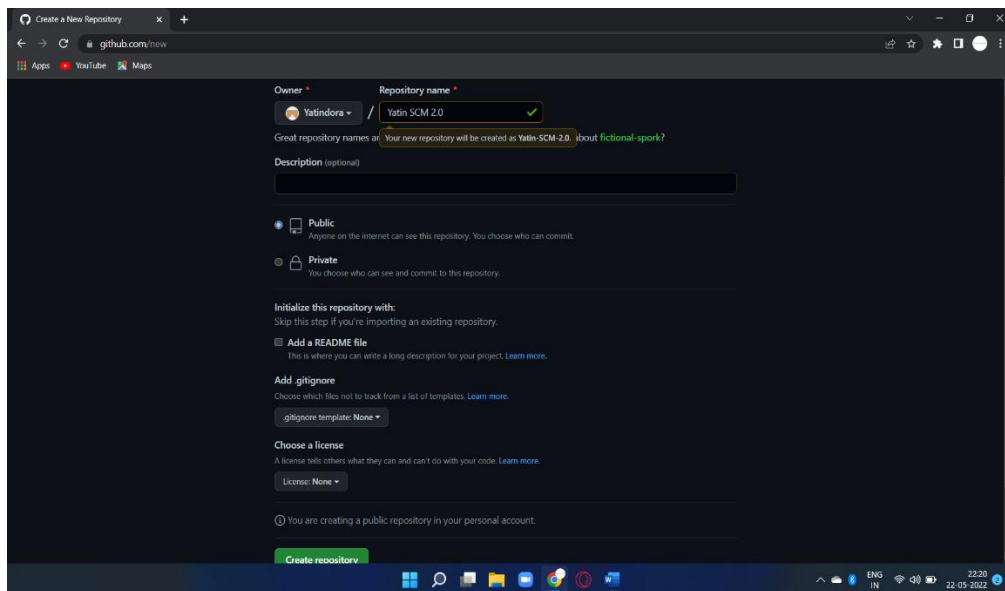 Create a New Repository
github.com/new
Apps YouTube Maps
Owner * Repository name *
Yatindora / Yatin SCM 2.0
Great repository names ar Your new repository will be created as Yatin-SCM-2.0. about fictional-spork?
Description (optional)
Public
Anyone on the internet can see this repository. You choose who can commit.
Private
You choose who can see and commit to this repository.
Initialize this repository with:
Skip this step if you're importing an existing repository.
Add a README file
This is where you can write a long description for your project. Learn more.
Add .gitignore
Choose which files not to track from a list of templates. Learn more.
.gitignore template: None
Choose a license
A license tells others what they can and can't do with your code. Learn more.
License: None
You are creating a public repository in your personal account.
Create repository
ENG 22:20
IN 22-05-2022 2